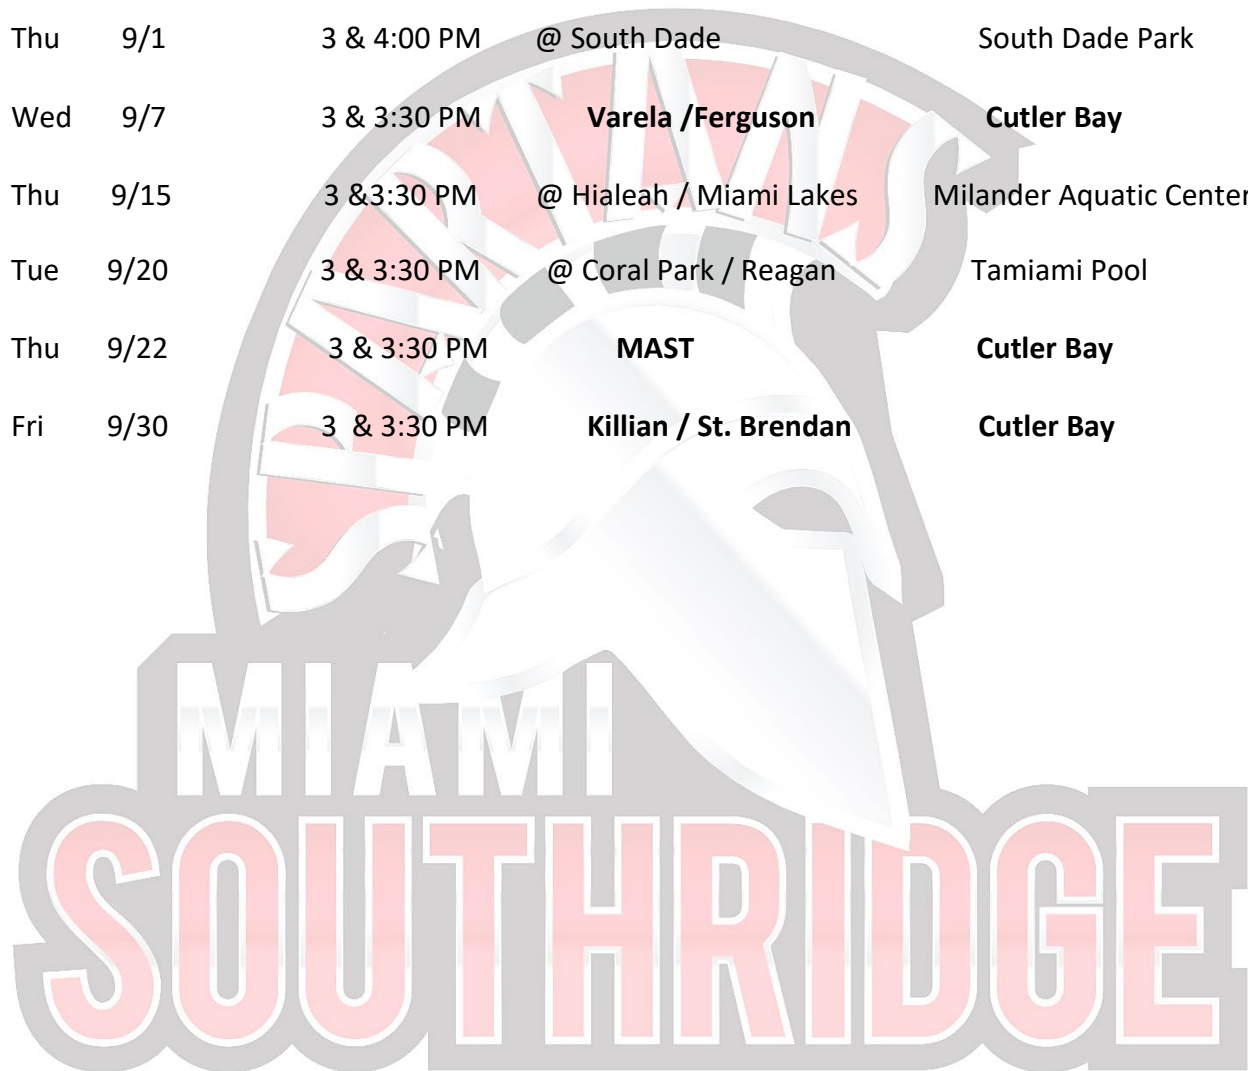 Thu 9/1 3 & 4:00 PM @ South Dade South Dade Park
Wed 9/7 3 & 3:30 PM Varela /Ferguson Cutler Bay
Thu 9/15 3 &3:30 PM @ Hialeah / Miami Lakes Milander Aquatic Center
Tue 9/20 3 & 3:30 PM @ Coral Park / Reagan Tamiami Pool
Thu 9/22 3 & 3:30 PM MAST Cutler Bay
Fri 9/30 3 & 3:30 PM Killian / St. Brendan Cutler Bay
SPARTANS
MIAMI
SOUTHRIDGE